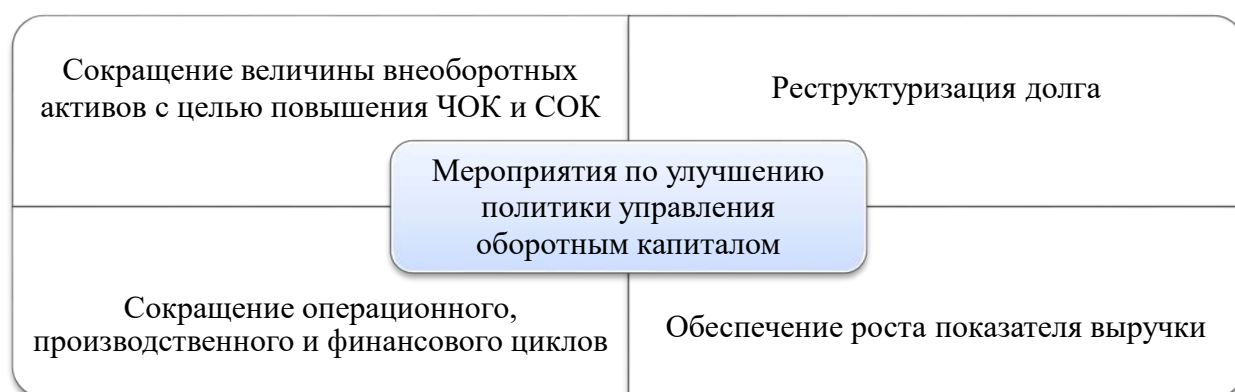 Сокращение величины внеоборотных
активов с целью повышения ЧОК и СОК
Реструктуризация долга
Мероприятия по улучшению
политики управления
оборотным капиталом
Сокращение операционного,
производственного и финансового циклов
Обеспечение роста показателя выручки